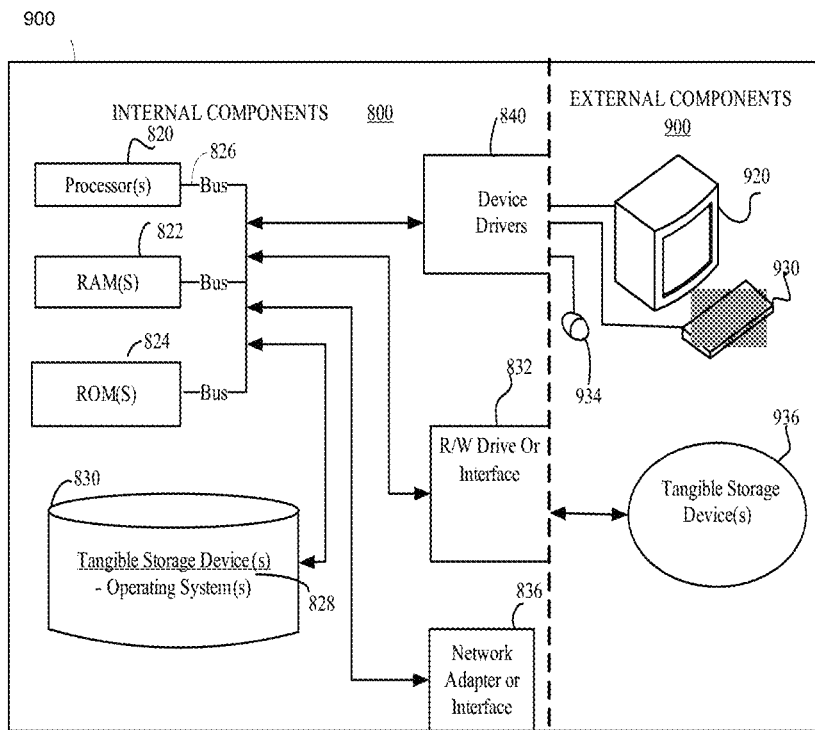 900
INTERNAL COMPONENTS 800
EXTERNAL COMPONENTS
900
820
826
840
920
Processor(s)
Bus
Device
Drivers
822
RAM(S)
Bus
930
824
ROM(S)
Bus
934
832
R/W Drive Or
Interface
936
Tangible Storage
Device(s)
830
Tangible Storage Device(s)
- Operating System(s)
828
836
Network
Adapter or
Interface